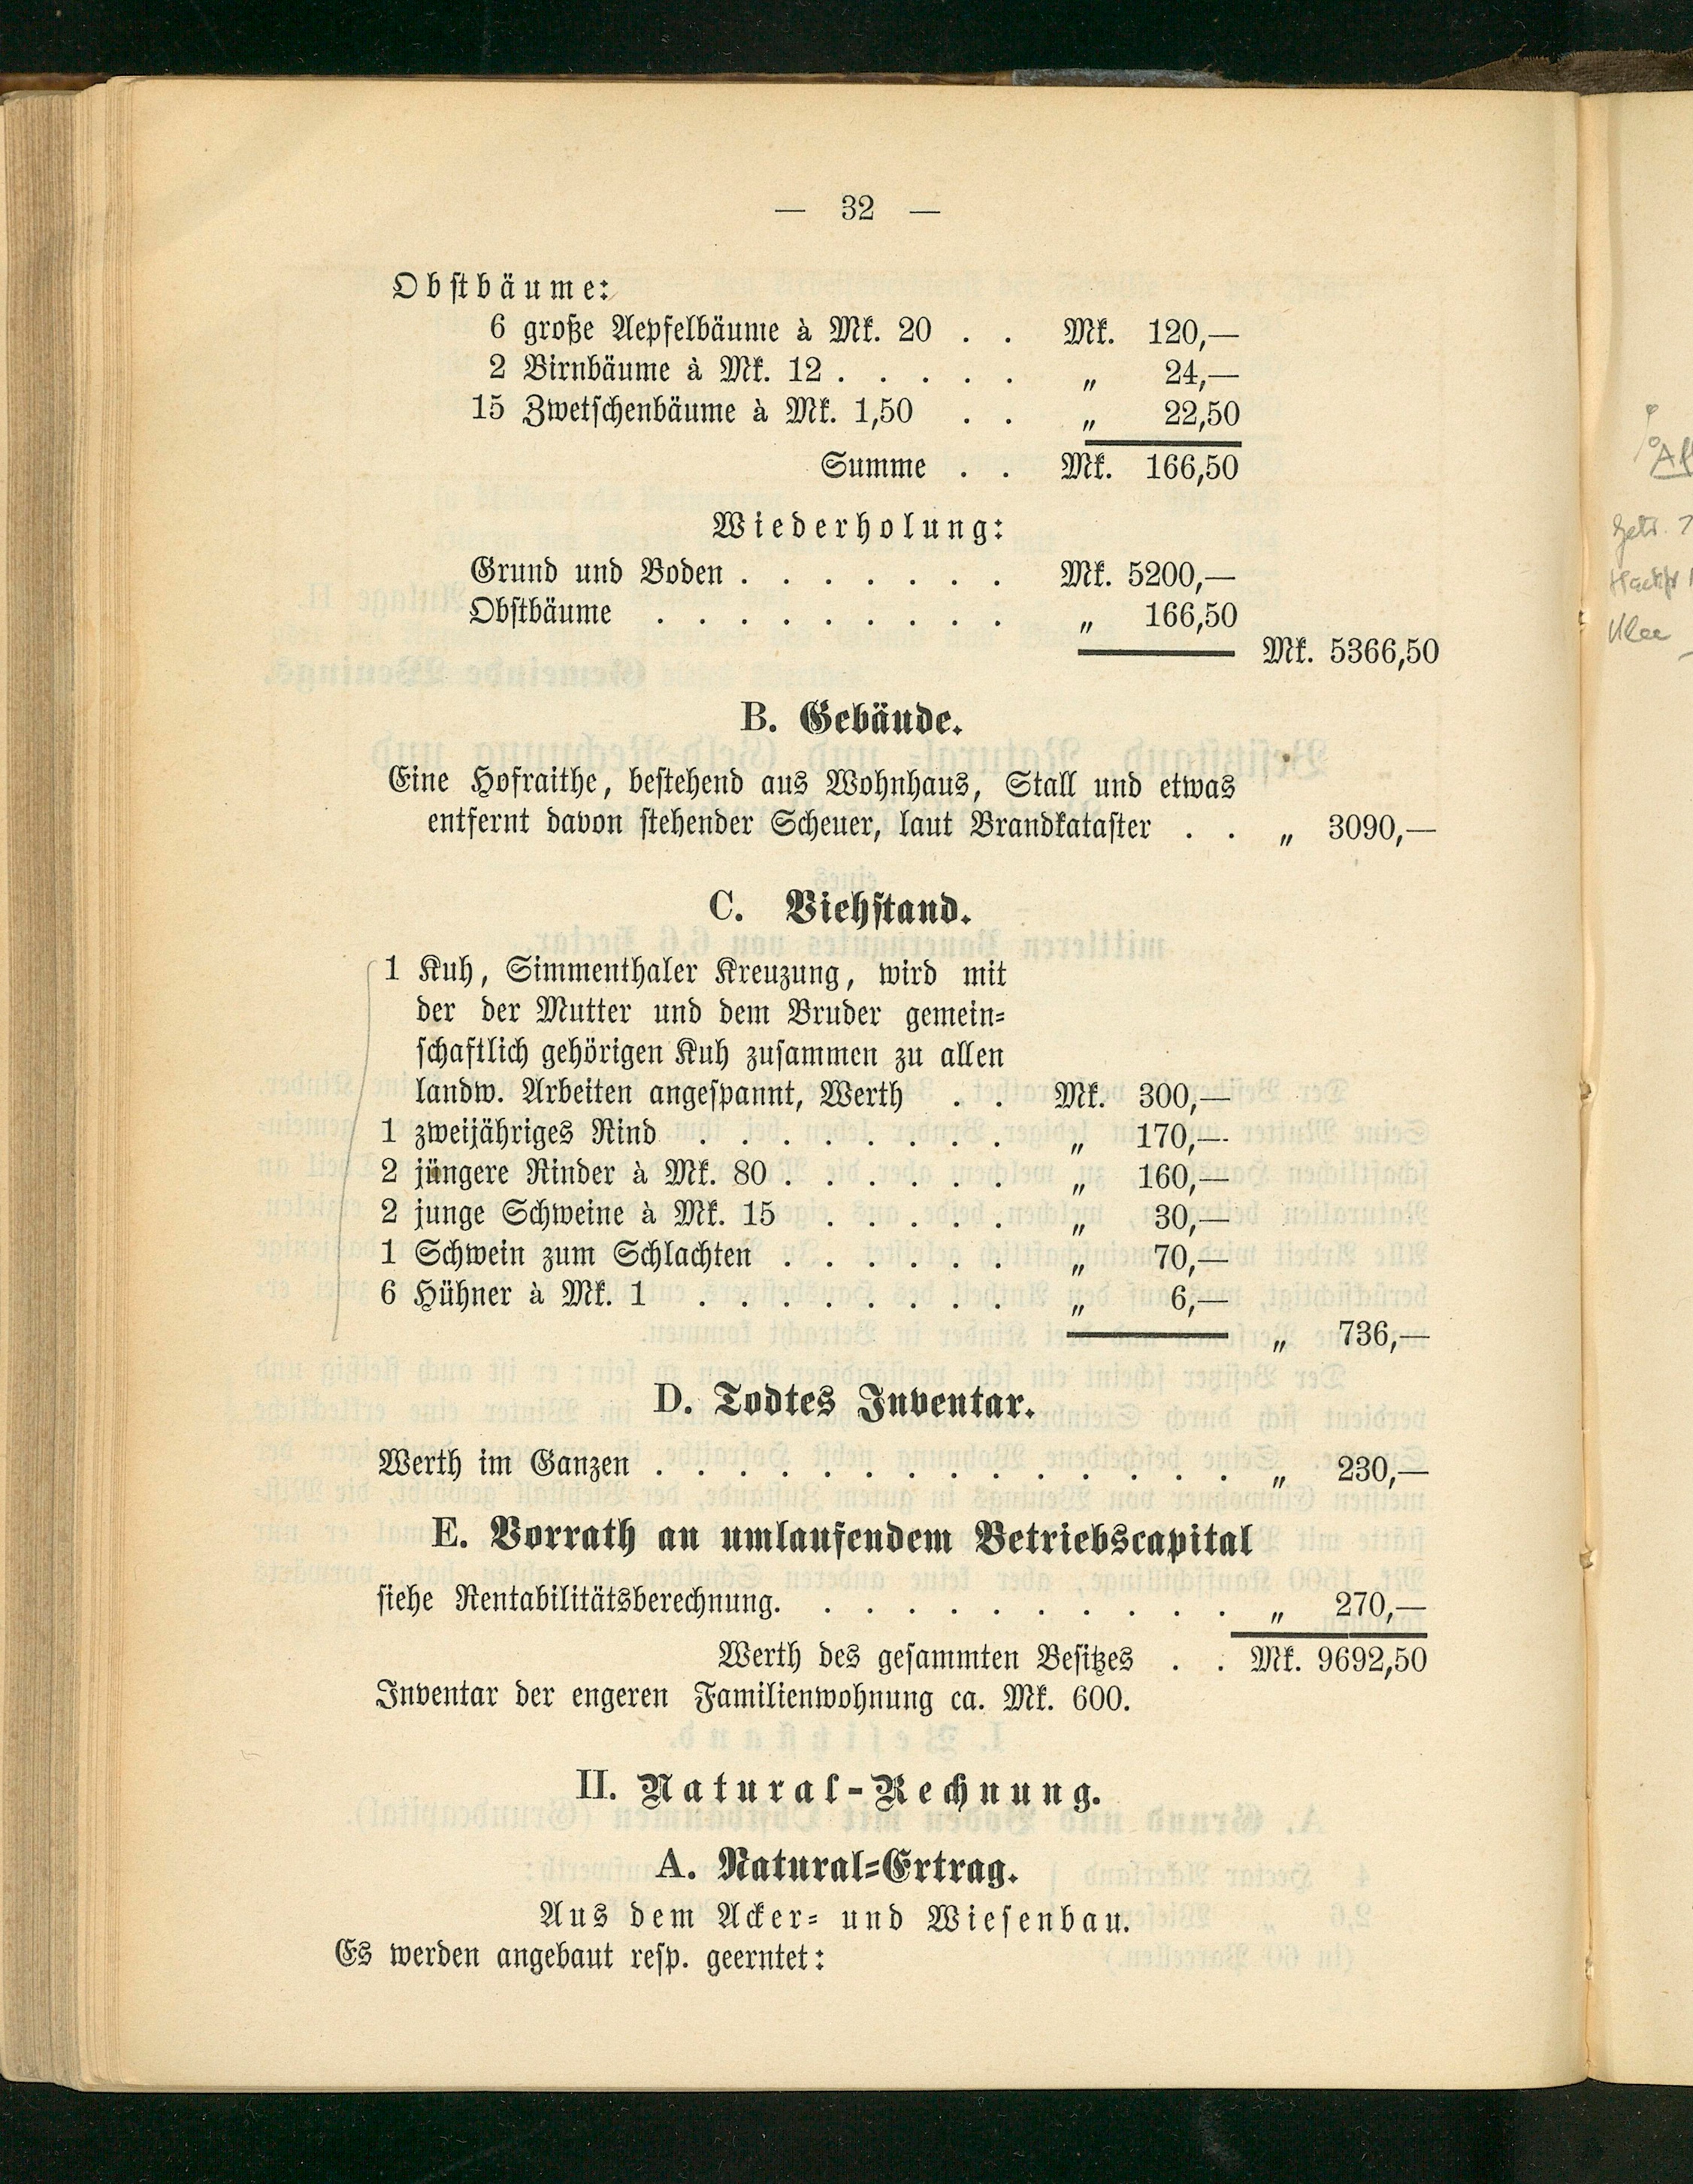 — 32 —
Obstbäume:
6 große Aepfelbäume à Mk. 20 . . Mk. 120,—
2 Birnbäume à Mk. 12 . . . . . „ 24,—
15 Zwetschenbäume à Mk. 1,50 . . „ 22,50
Summe . . Mk. 166,50
Wiederholung:
Grund und Boden . . . . . . . Mk. 5200,—
Obstbäume . . . . . . . . . „ 166,50
Mk. 5366,50
B. Gebäude.
Eine Hofraithe, bestehend aus Wohnhaus, Stall und etwas
entfernt davon stehender Scheuer, laut Brandkataster . . „ 3090,—
C. Viehstand.
1 Kuh, Simmenthaler Kreuzung, wird mit
der der Mutter und dem Bruder gemein-
schaftlich gehörigen Kuh zusammen zu allen
landw. Arbeiten angespannt, Werth . . Mk. 300,—
1 zweijähriges Rind . . . . . . . . „ 170,—
2 jüngere Rinder à Mk. 80 . . . . . . „ 160,—
2 junge Schweine à Mk. 15 . . . . . „ 30,—
1 Schwein zum Schlachten . . . . . . „ 70,—
6 Hühner à Mk. 1 . . . . . . . . „ 6,—
„ 736,—
D. Todtes Inventar.
Werth im Ganzen . . . . . . . . . . . . . . „ 230,—
E. Vorrath an umlaufendem Betriebscapital
siehe Rentabilitätsberechnung. . . . . . . . . . . „ 270,—
Werth des gesammten Besitzes . . Mk. 9692,50
Inventar der engeren Familienwohnung ca. Mk. 600.
II. Natural-Rechnung.
A. Natural-Ertrag.
Aus dem Acker- und Wiesenbau.
Es werden angebaut resp. geerntet:
Klee